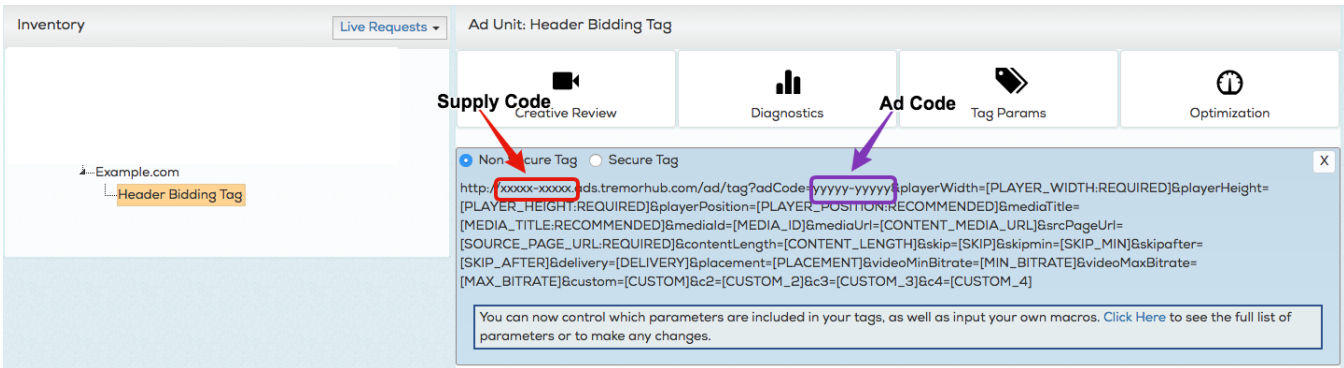 Inventory
Live Requests
Example.com
Header Bidding Tag
Ad Unit: Header Bidding Tag
Supply Code
Creative Review
Diagnostics
Ad Code
Tag Params
Optimization
Non Secure Tag Secure Tag
X
http://xxxxx-xxxxx.ads.tremorhub.com/ad/tag?adCode=yyyyy-yyyyy&playerWidth=[PLAYER_WIDTH:REQUIRED]&playerHeight=
[PLAYER_HEIGHT:REQUIRED]&playerPosition=[PLAYER_POSITION:RECOMMENDED]&mediaTitle=
[MEDIA_TITLE:RECOMMENDED]&mediaId=[MEDIA_ID]&mediaUrl=[CONTENT_MEDIA_URL]&srcPageUrl=
[SOURCE_PAGE_URL:REQUIRED]&contentLength=[CONTENT_LENGTH]&skip=[SKIP]&skipmin=[SKIP_MIN]&skipafter=
[SKIP_AFTER]&delivery=[DELIVERY]&placement=[PLACEMENT]&videoMinBitrate=[MIN_BITRATE]&videoMaxBitrate=
[MAX_BITRATE]&custom=[CUSTOM]&c2=[CUSTOM_2]&c3=[CUSTOM_3]&c4=[CUSTOM_4]
You can now control which parameters are included in your tags, as well as input your own macros. Click Here to see the full list of
parameters or to make any changes.